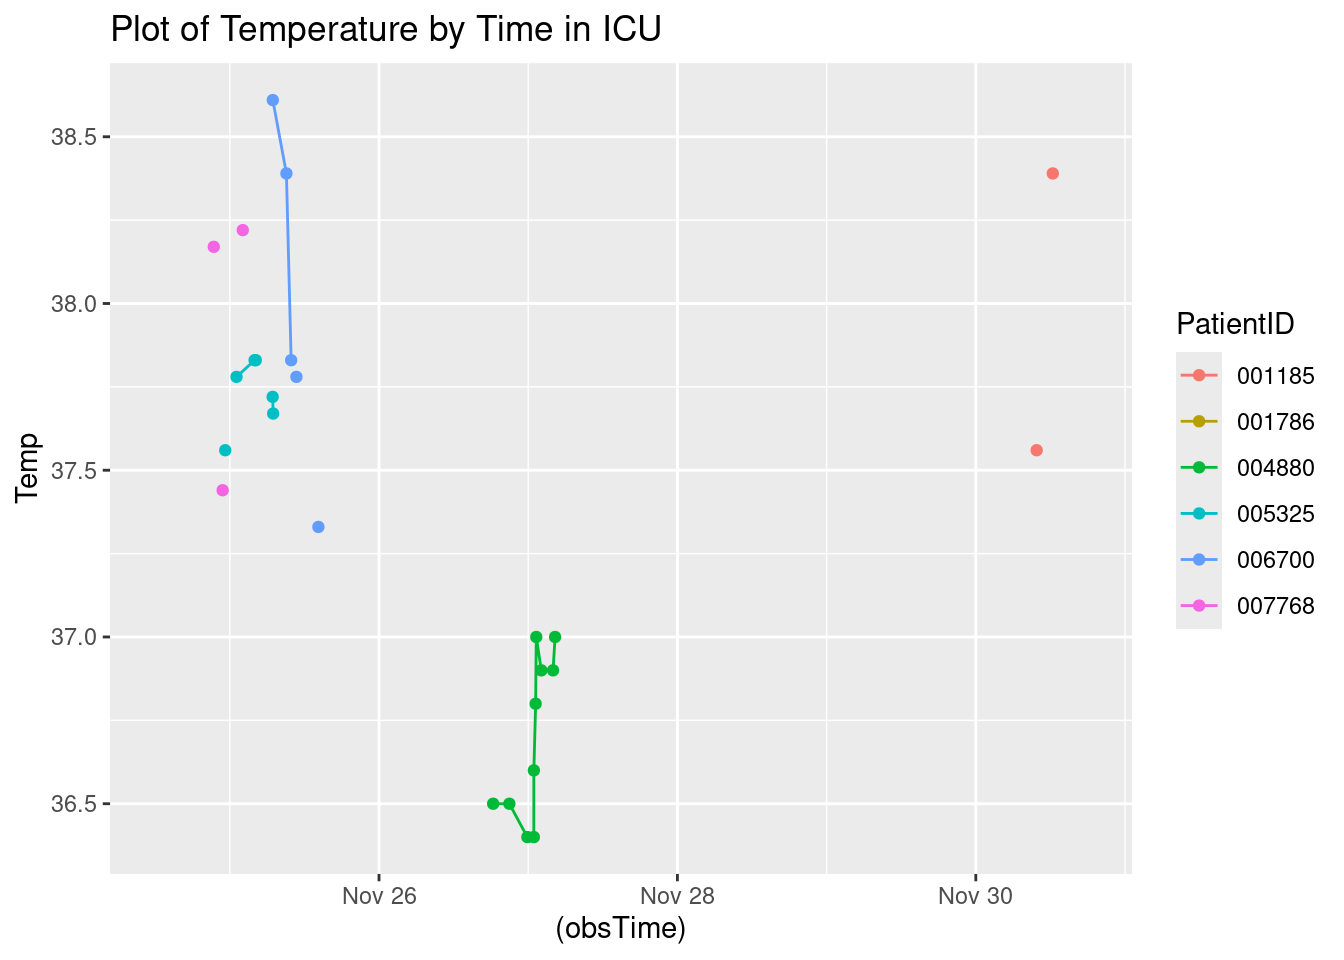 Plot of Temperature by Time in ICU
Temp
38.5
38.0
37.5
37.0
36.5
Nov 26
Nov 28
Nov 30
(obsTime)
PatientID
001185
001786
004880
005325
006700
007768